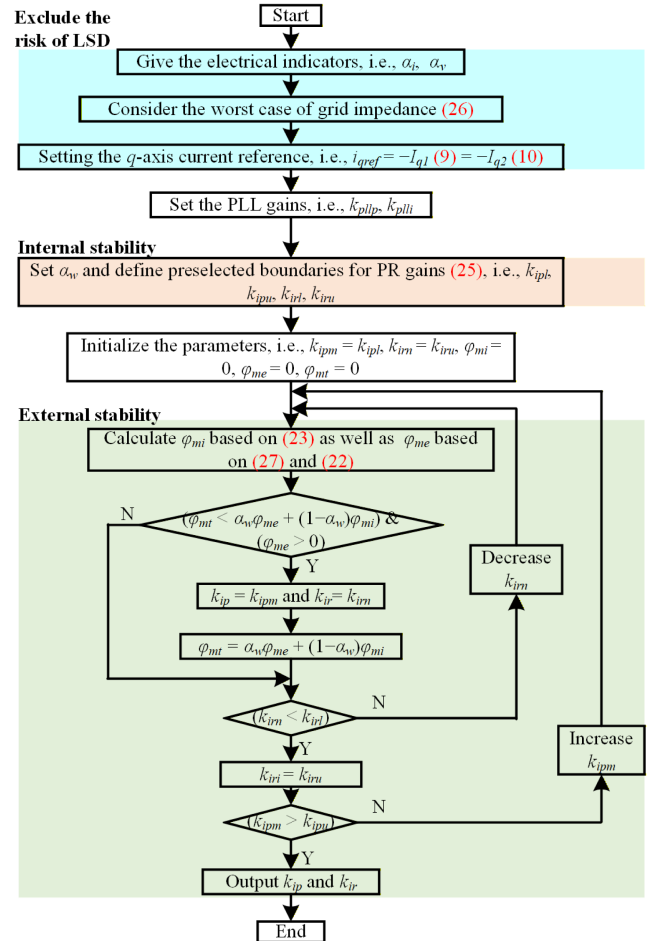 Exclude the
risk of LSD
Start
Give the electrical indicators, i.e., αi, αv
Consider the worst case of grid impedance (26)
Setting the q-axis current reference, i.e., iqref = −Iq1 (9) = −Iq2 (10)
Set the PLL gains, i.e., kpllp, kplli
Internal stability
Set αw and define preselected boundaries for PR gains (25), i.e., kipl,
kipu, kirl, kiru
Initialize the parameters, i.e., kipm = kipl, kirn = kiru, φmi =
0, φme = 0, φmt = 0
External stability
Calculate φmi based on (23) as well as φme based
on (27) and (22)
N
(φmt < αwφme + (1−αw)φmi) &
(φme > 0)
Y
kip = kipm and kir = kirn
φmt = αwφme + (1−αw)φmi
Decrease
kirn
(kirn < kirl)
N
Y
kiri = kiru
Increase
kipm
(kipm > kipu)
N
Y
Output kip and kir
End